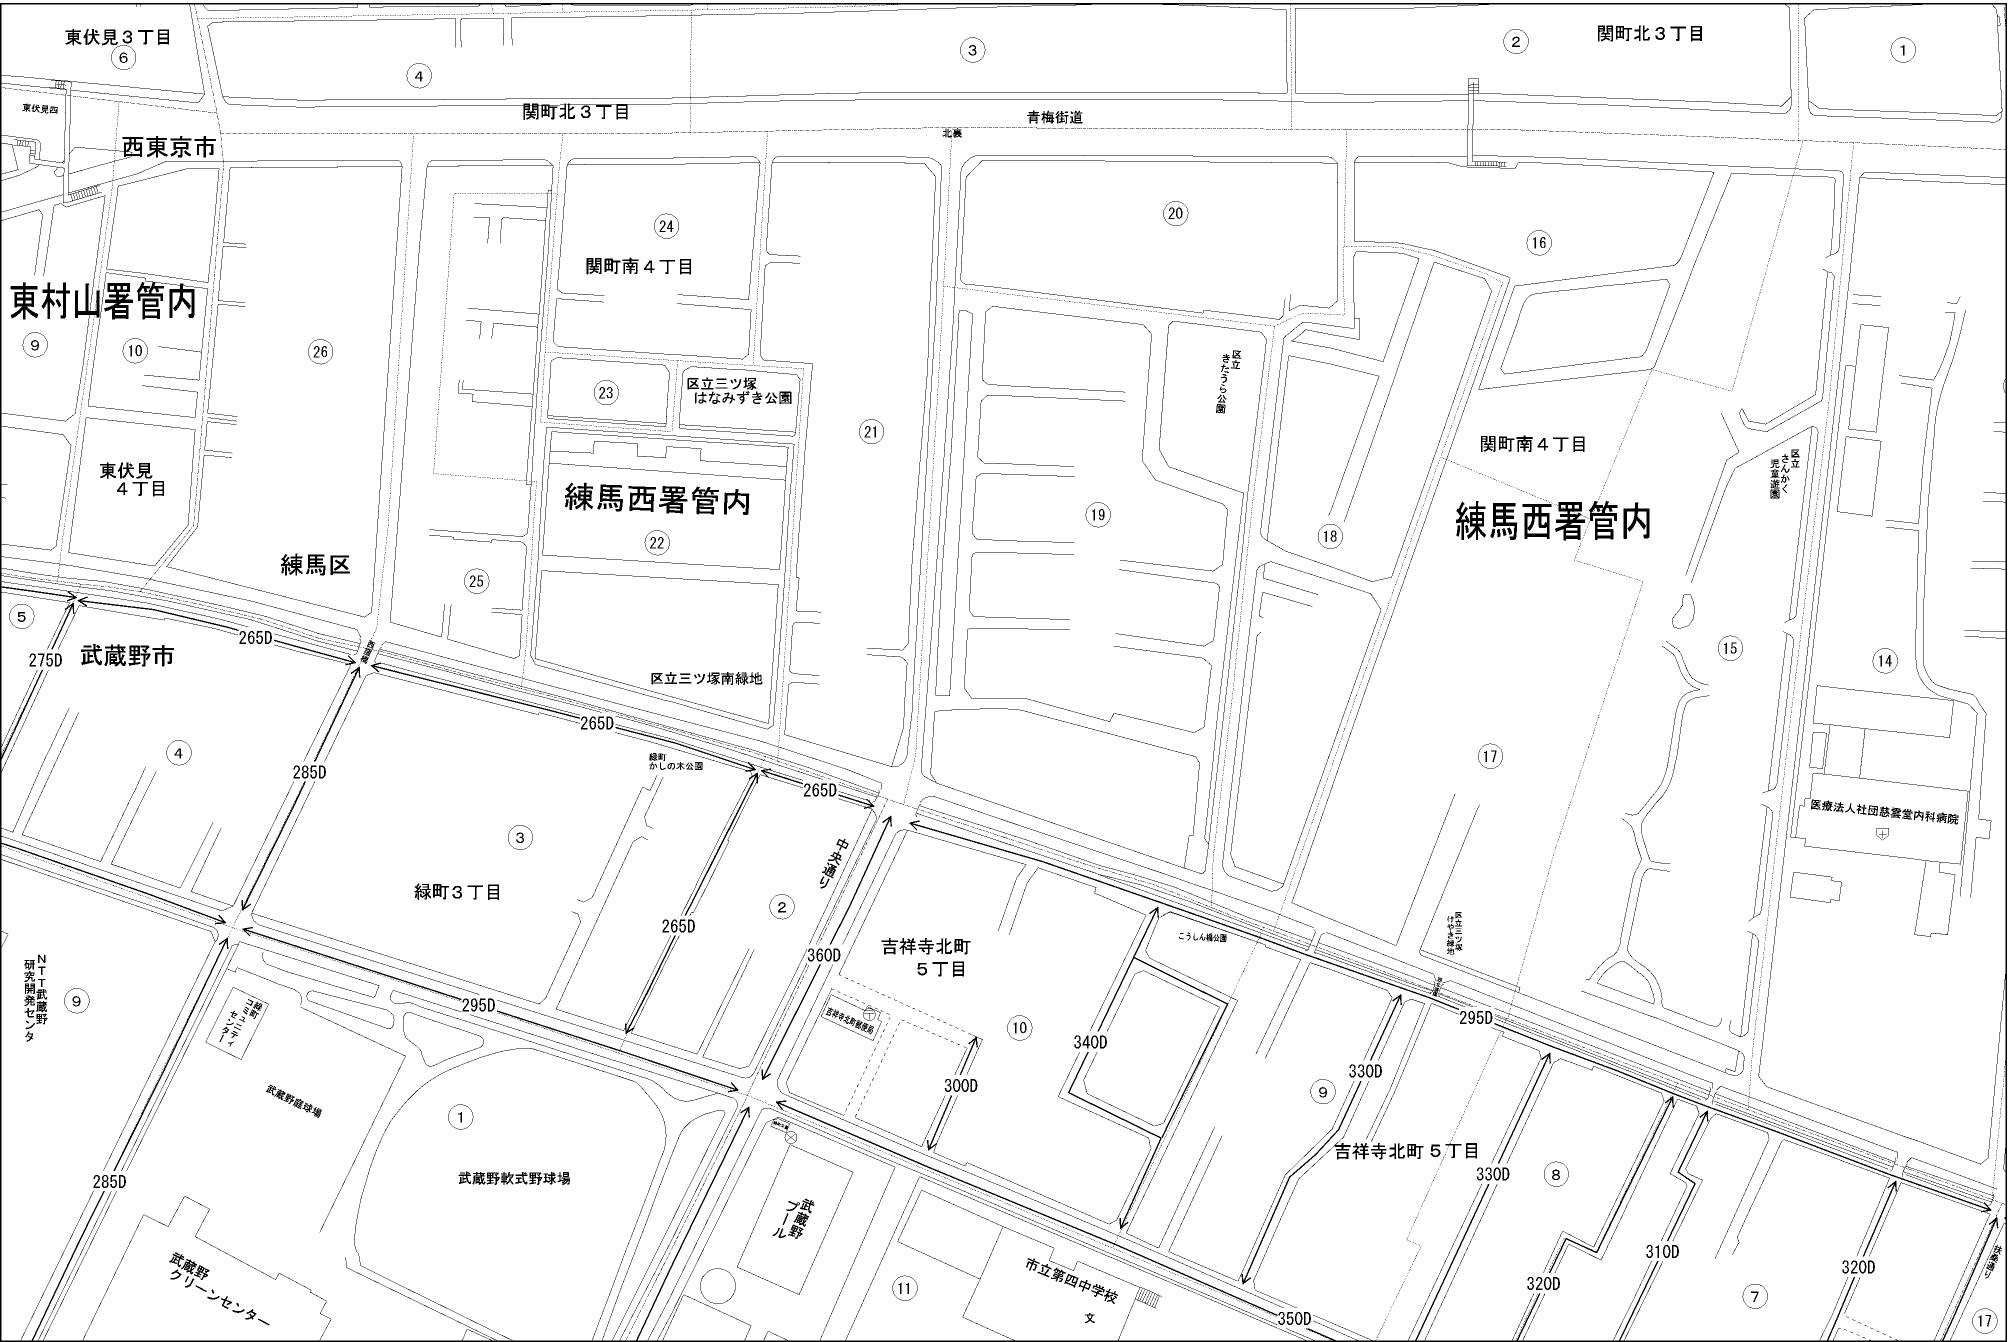 東伏見３丁目
6
4
3
2
関町北３丁目
1
東伏見四
関町北３丁目
青梅街道
北裏
西東京市
24
20
16
関町南４丁目
東村山署管内
9
10
26
23
区立三ツ塚
はなみずき公園
21
区立
きたうら公園
関町南４丁目
東伏見
４丁目
区立
さんかく
児童遊園
練馬西署管内
22
19
18
練馬西署管内
練馬区
25
5
275D
武蔵野市
265D
区立三ツ塚南緑地
15
14
265D
4
285D
緑町
かしの木公園
265D
17
医療法人社団慈雲堂内科病院
3
中央通り
緑町３丁目
2
265D
360D
吉祥寺北町
５丁目
こうしん橋公園
区立三ツ塚
けやき緑地
NTT武蔵野
研究開発センタ
9
295D
緑町
コミュニティ
センター
吉祥寺北町郵便局
10
340D
295D
300D
330D
9
武蔵野庭球場
1
武蔵野軟式野球場
285D
吉祥寺北町５丁目
330D
8
武蔵野
プール
武蔵野
クリーンセンター
11
市立第四中学校
文
350D
320D
310D
7
320D
扶桑通り
17